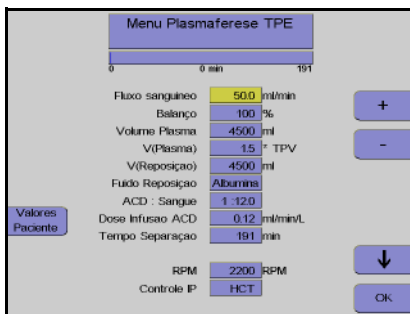 Menu Plasmaferese TPE
0 0 min 191
Fluxo sanguineo 50.0 ml/min
Balanço 100 %
Volume Plasma 4500 ml
V(Plasma) 1.5 * TPV
V(Reposiçao) 4500 ml
Fuido Reposiçao Albumina
ACD : Sangue 1 :12.0
Dose Infusao ACD 0.12 ml/min/L
Tempo Separaçao 191 min
RPM 2200 RPM
Controle IP HCT
Valores
Paciente
+
-
OK